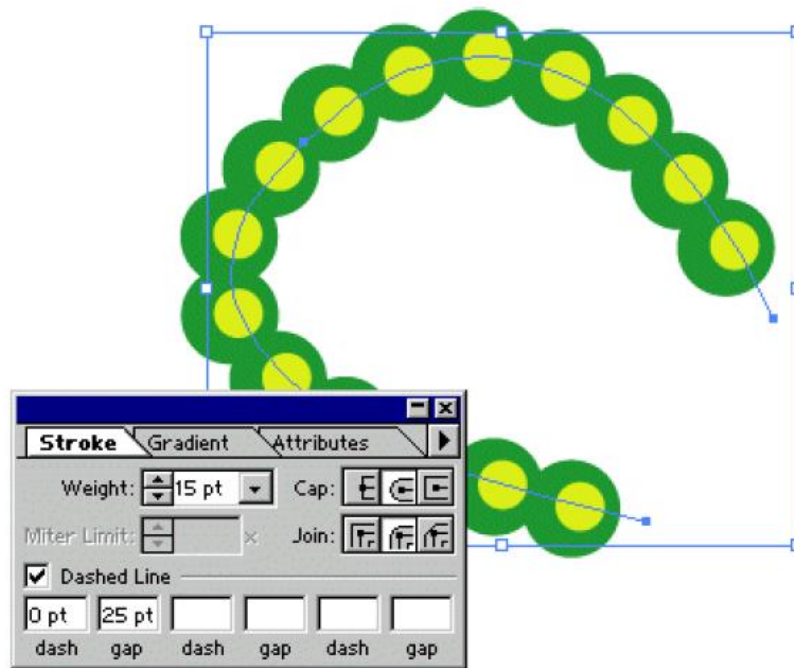 Stroke Gradient Attributes
Weight: 15 pt Cap:
Miter Limit: x Join:
Dashed Line
0 pt 25 pt
dash gap dash gap dash gap